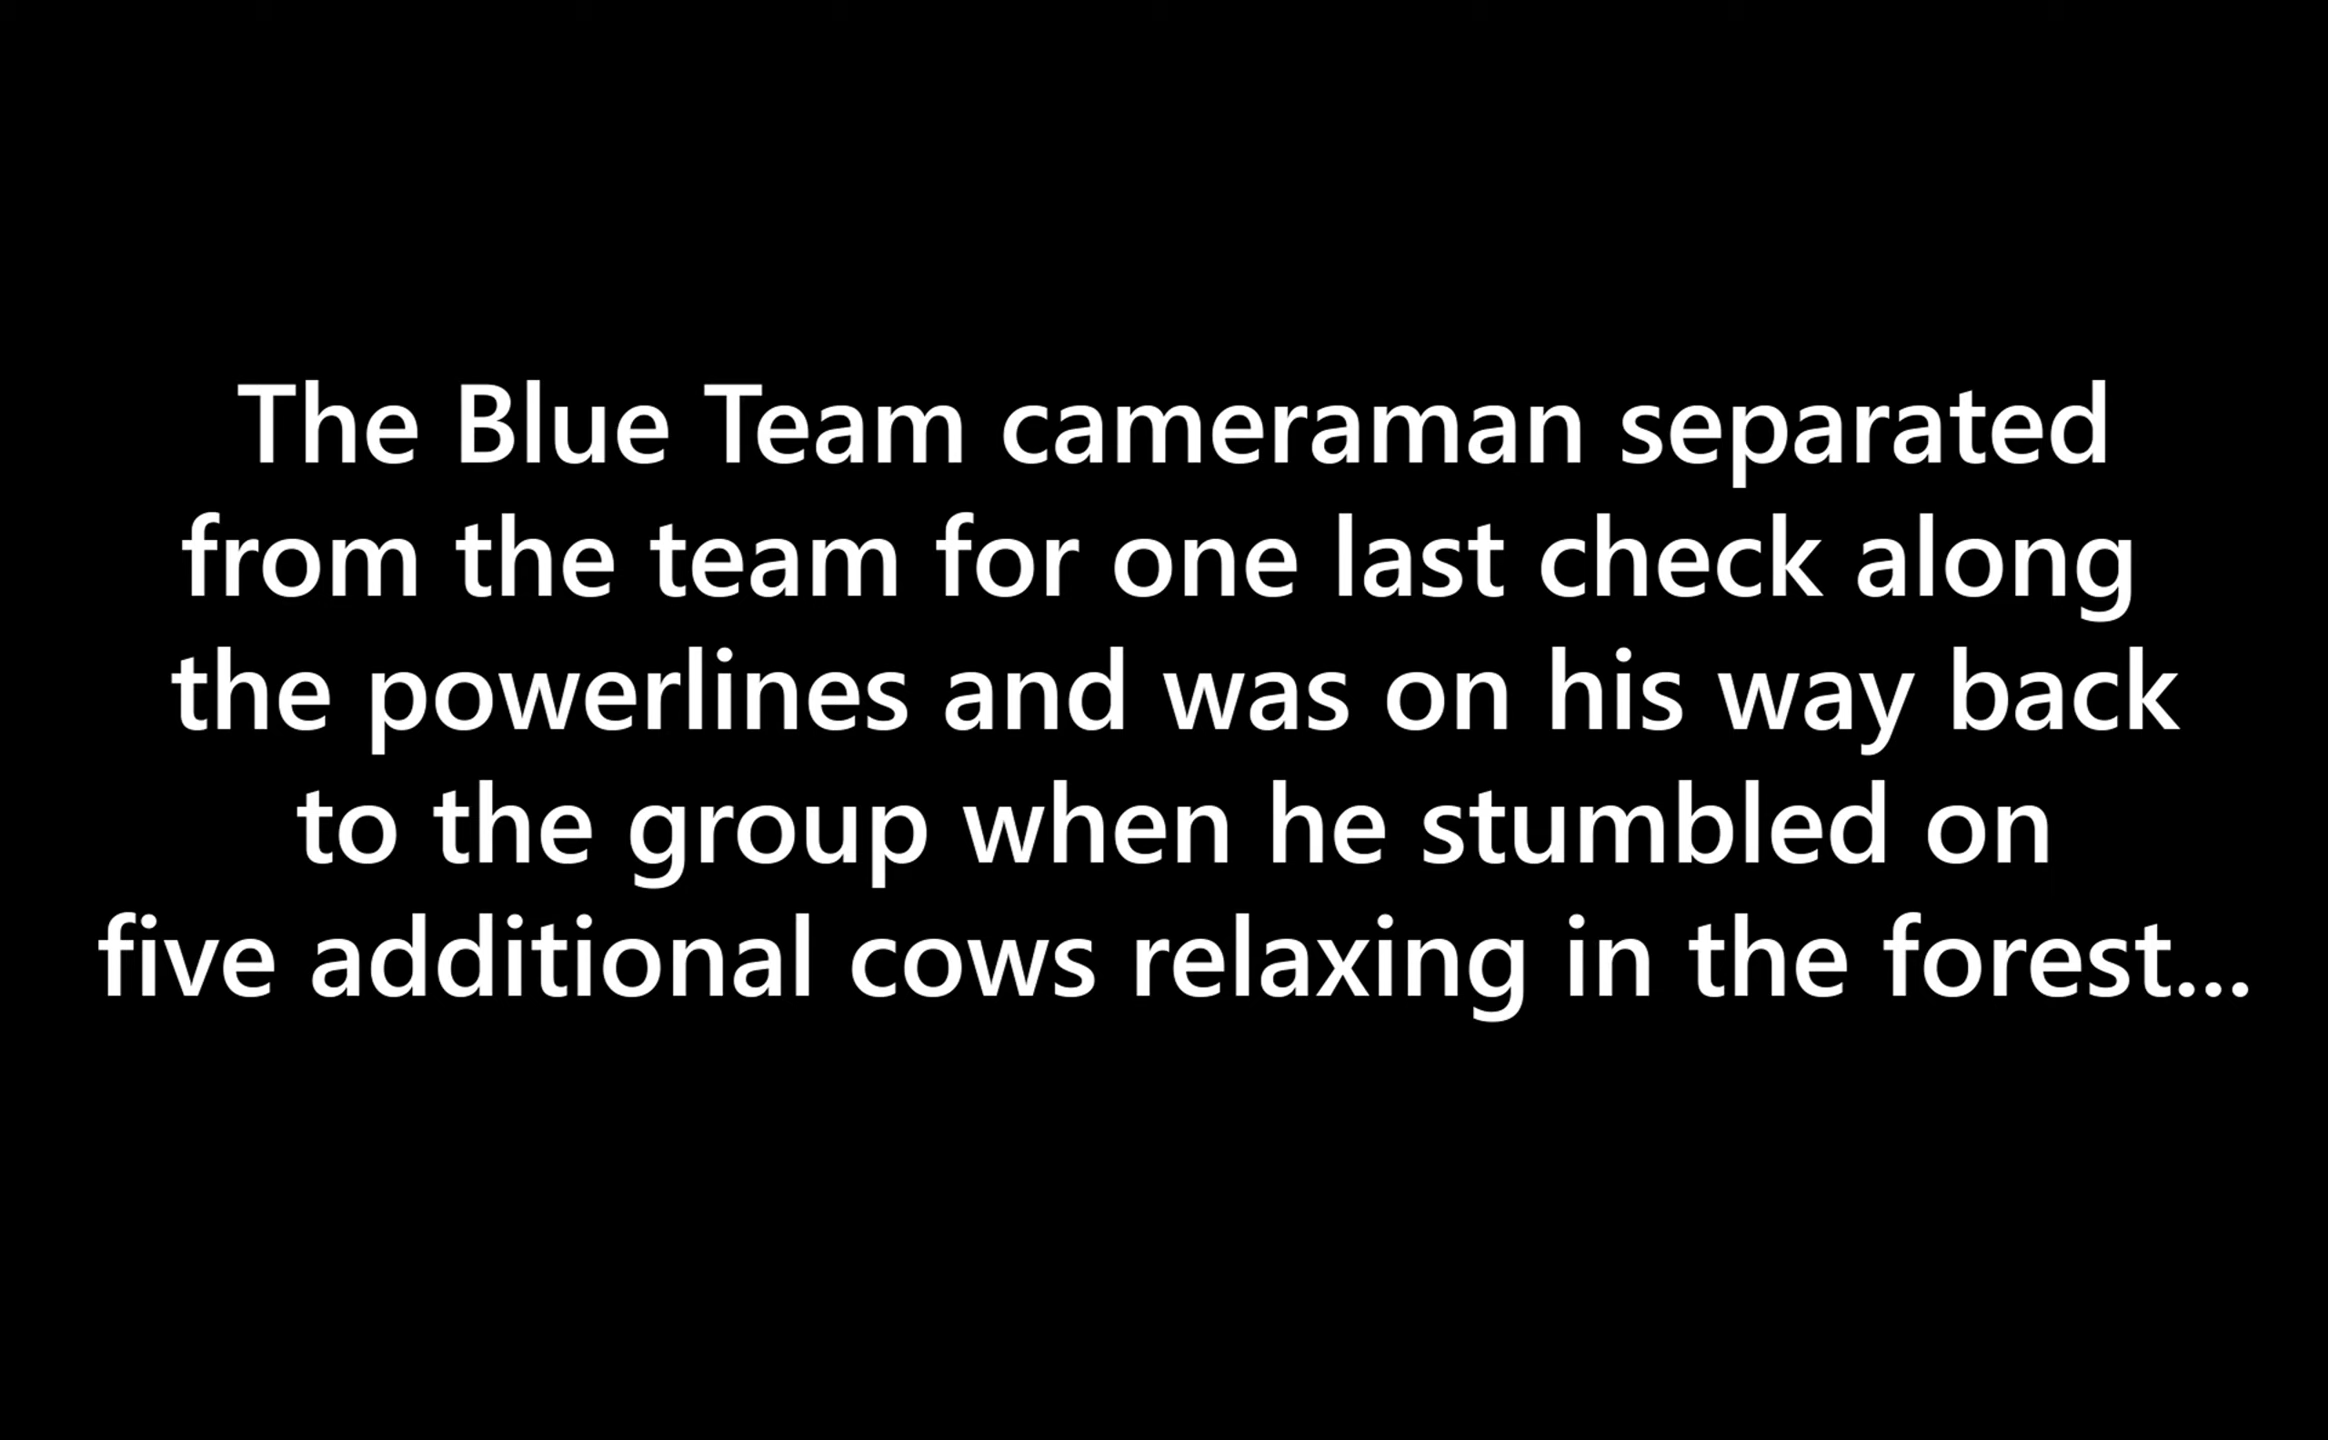 The Blue Team cameraman separated
from the team for one last check along
the powerlines and was on his way back
to the group when he stumbled on
five additional cows relaxing in the forest...